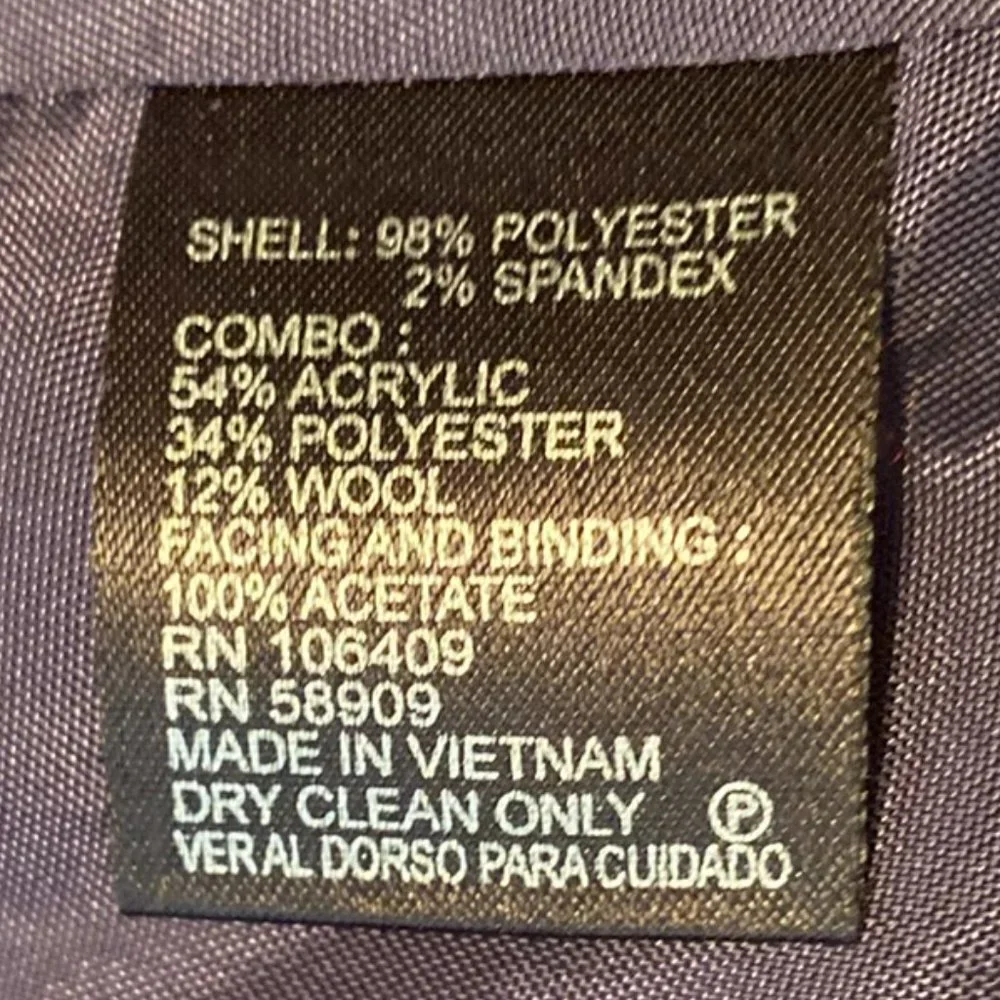 SHELL: 98% POLYESTER
2% SPANDEX
COMBO :
54% ACRYLIC
34% POLYESTER
12% WOOL
FACING AND BINDING :
100% ACETATE
RN 106409
RN 58909
MADE IN VIETNAM
DRY CLEAN ONLY Ⓟ
VER AL DORSO PARA CUIDADO